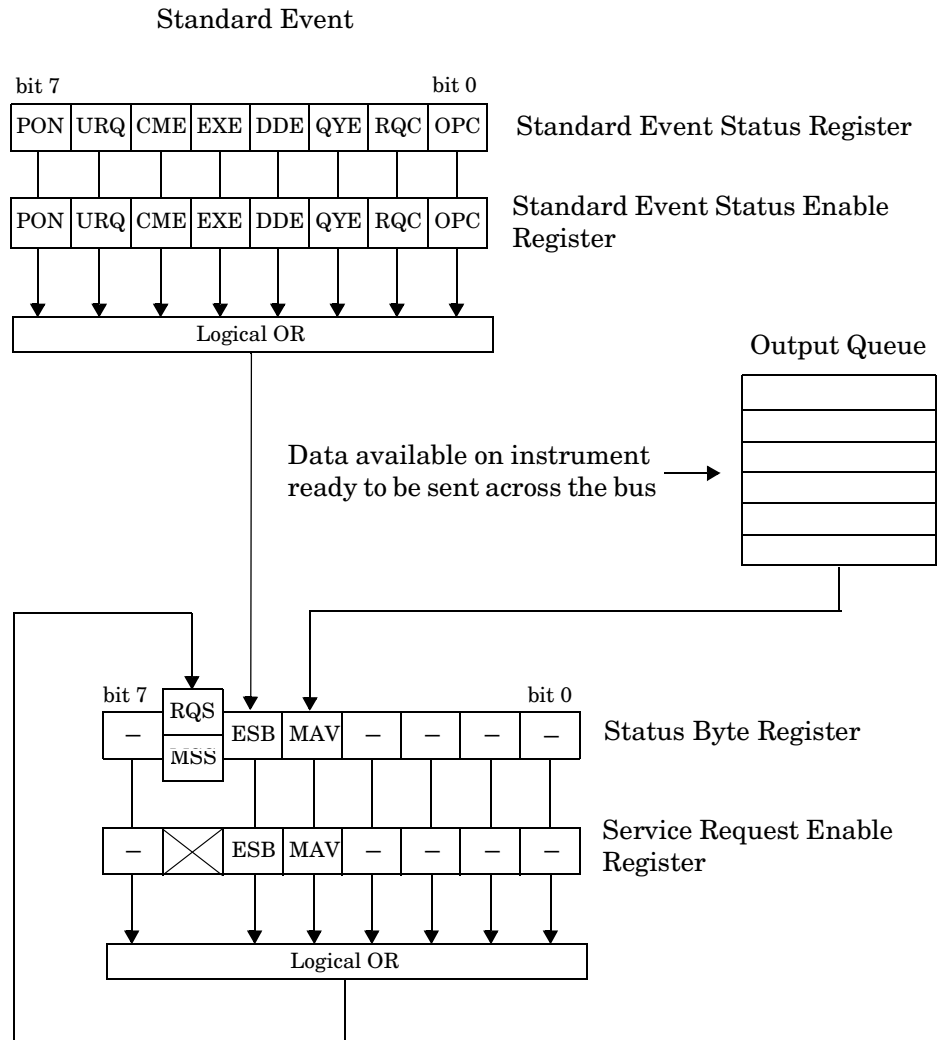 Standard Event
bit 7 bit 0
PON URQ CME EXE DDE QYE RQC OPC
Standard Event Status Register
PON URQ CME EXE DDE QYE RQC OPC
Standard Event Status Enable
Register
Logical OR
Output Queue
Data available on instrument
ready to be sent across the bus
bit 7 bit 0
RQS
– ESB MAV – – – –
MSS
Status Byte Register
– ESB MAV – – – –
Service Request Enable
Register
Logical OR